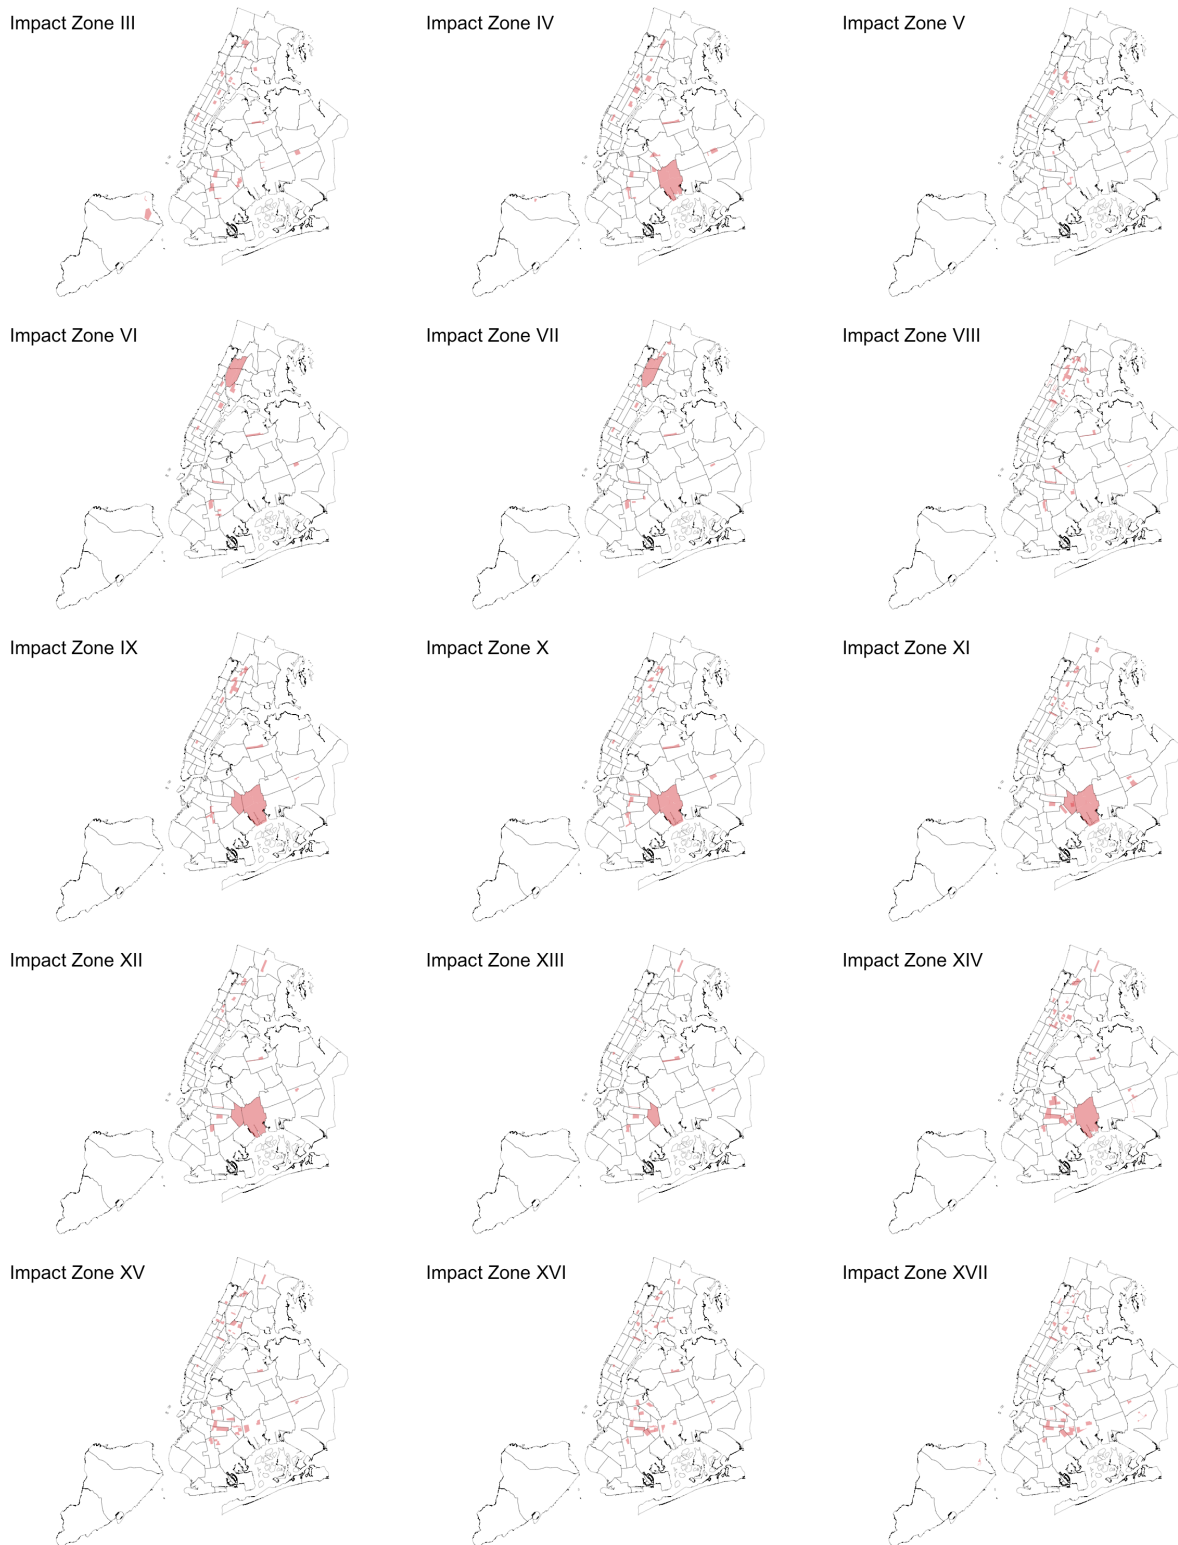 Impact Zone III
Impact Zone IV
Impact Zone V
Impact Zone VI
Impact Zone VII
Impact Zone VIII
Impact Zone IX
Impact Zone X
Impact Zone XI
Impact Zone XII
Impact Zone XIII
Impact Zone XIV
Impact Zone XV
Impact Zone XVI
Impact Zone XVII